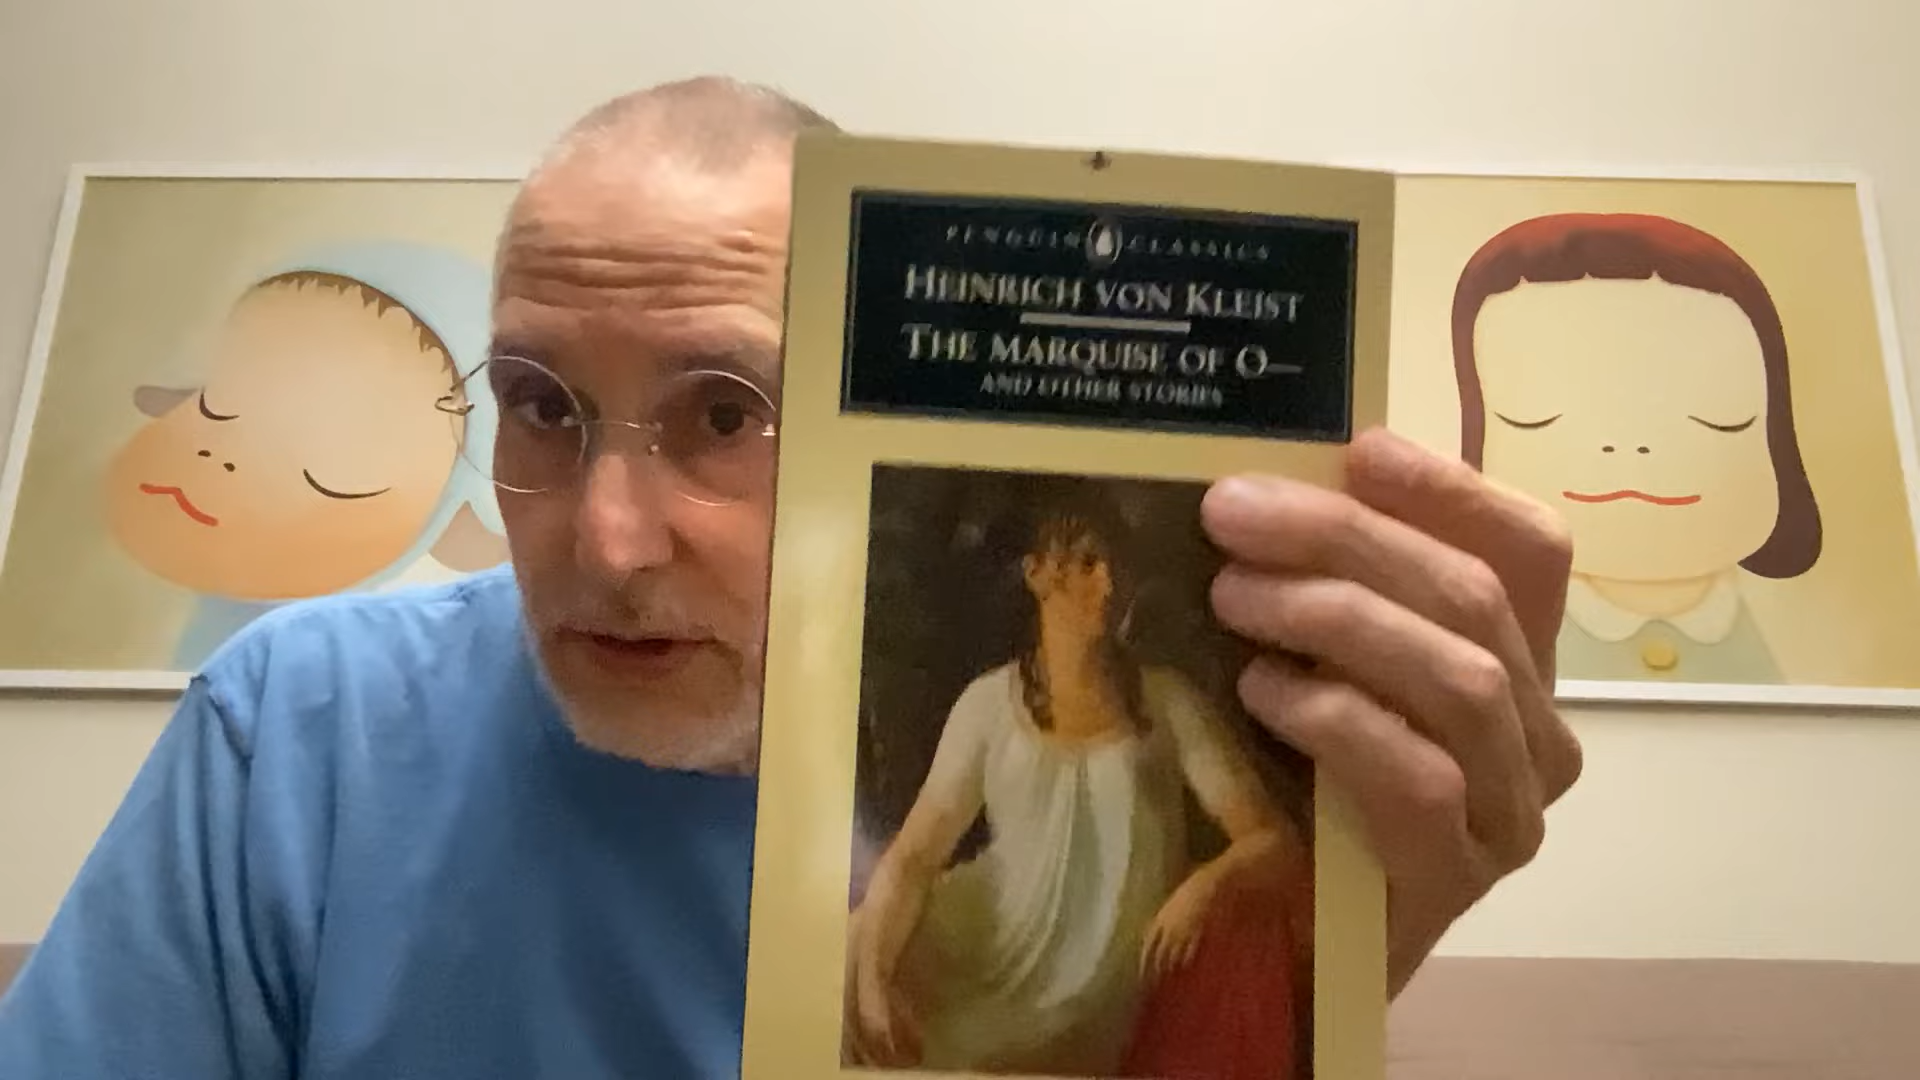 PENGUIN CLASSICS
HEINRICH VON KLEIST
THE MARQUISE OF O—
AND OTHER STORIES